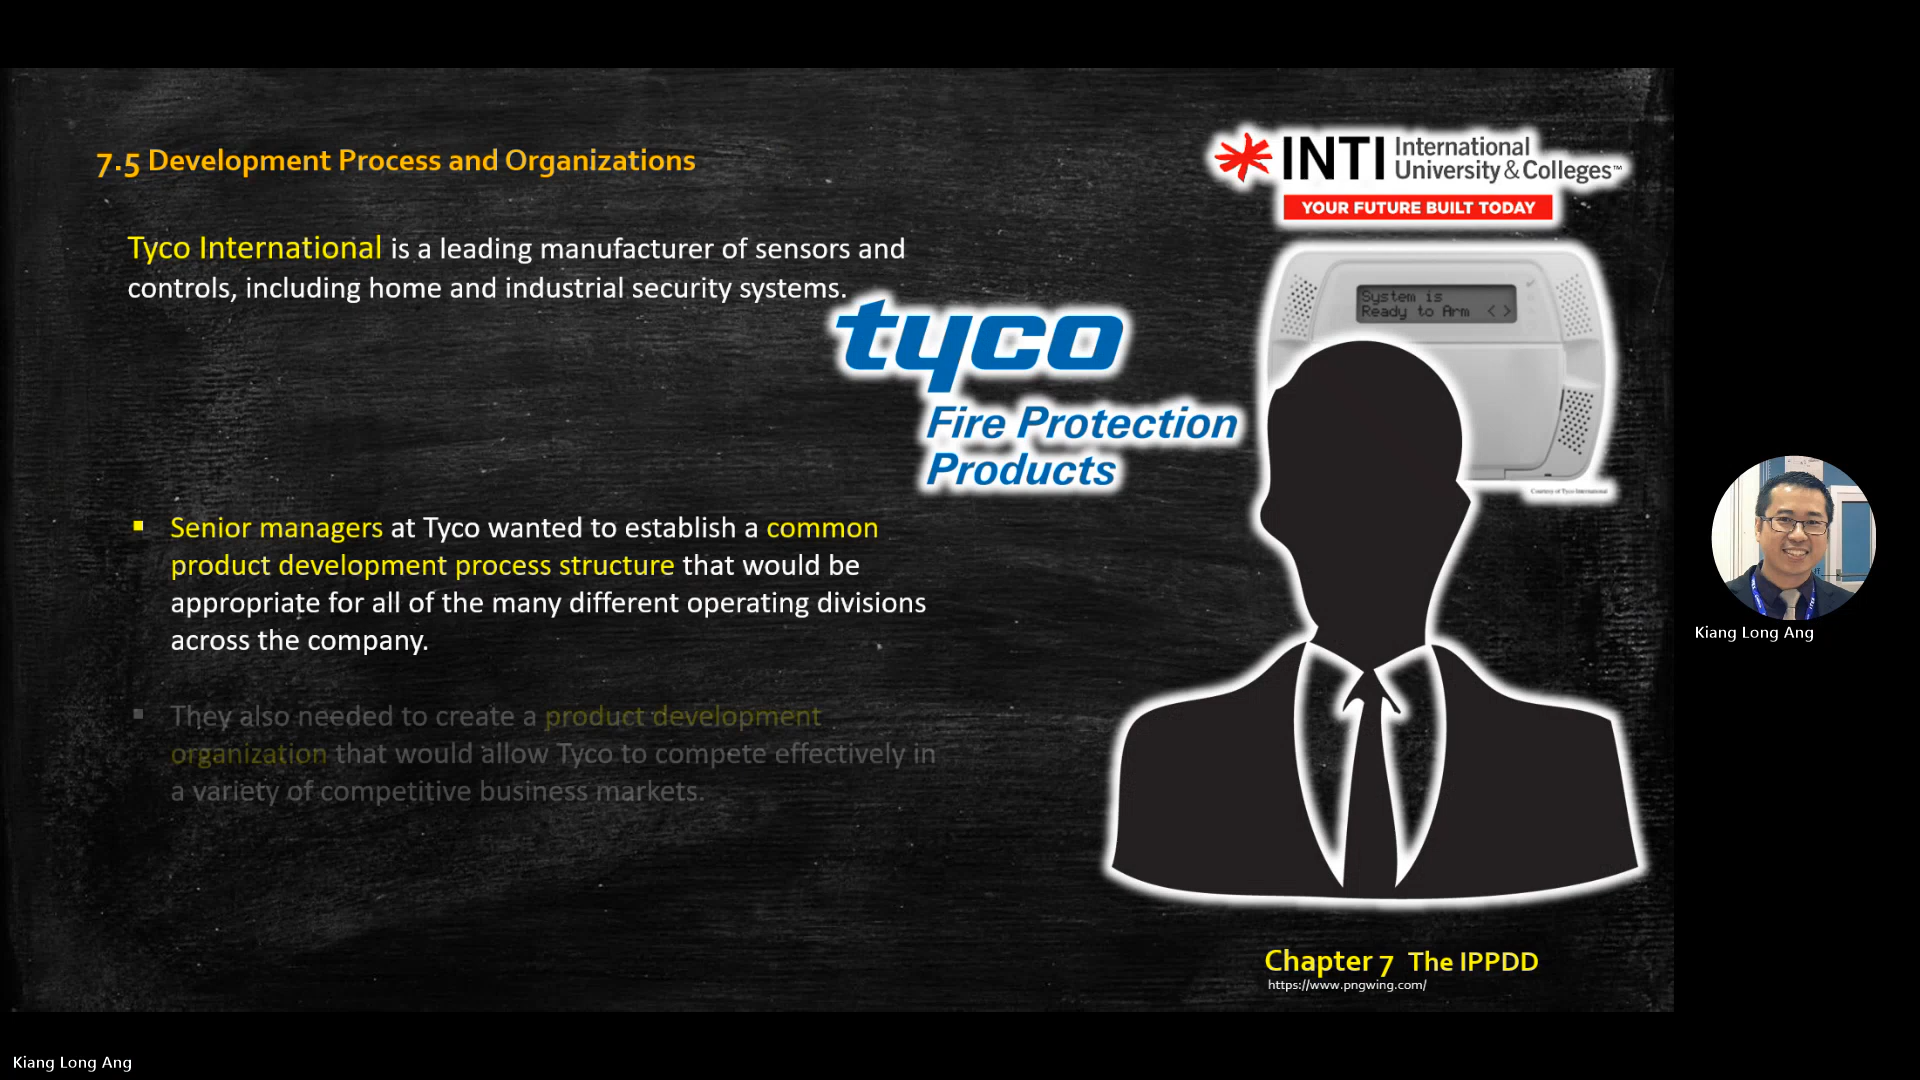 7.5 Development Process and Organizations
INTI International
University & Colleges™
YOUR FUTURE BUILT TODAY
Tyco International is a leading manufacturer of sensors and
controls, including home and industrial security systems.
System is
Ready to Arm < >
tyco
Fire Protection
Products
Courtesy of Tyco International
▪ Senior managers at Tyco wanted to establish a common
product development process structure that would be
appropriate for all of the many different operating divisions
across the company.
▪ They also needed to create a product development
organization that would allow Tyco to compete effectively in
a variety of competitive business markets.
Chapter 7 The IPPDD
https://www.pngwing.com/
Kiang Long Ang
Kiang Long Ang